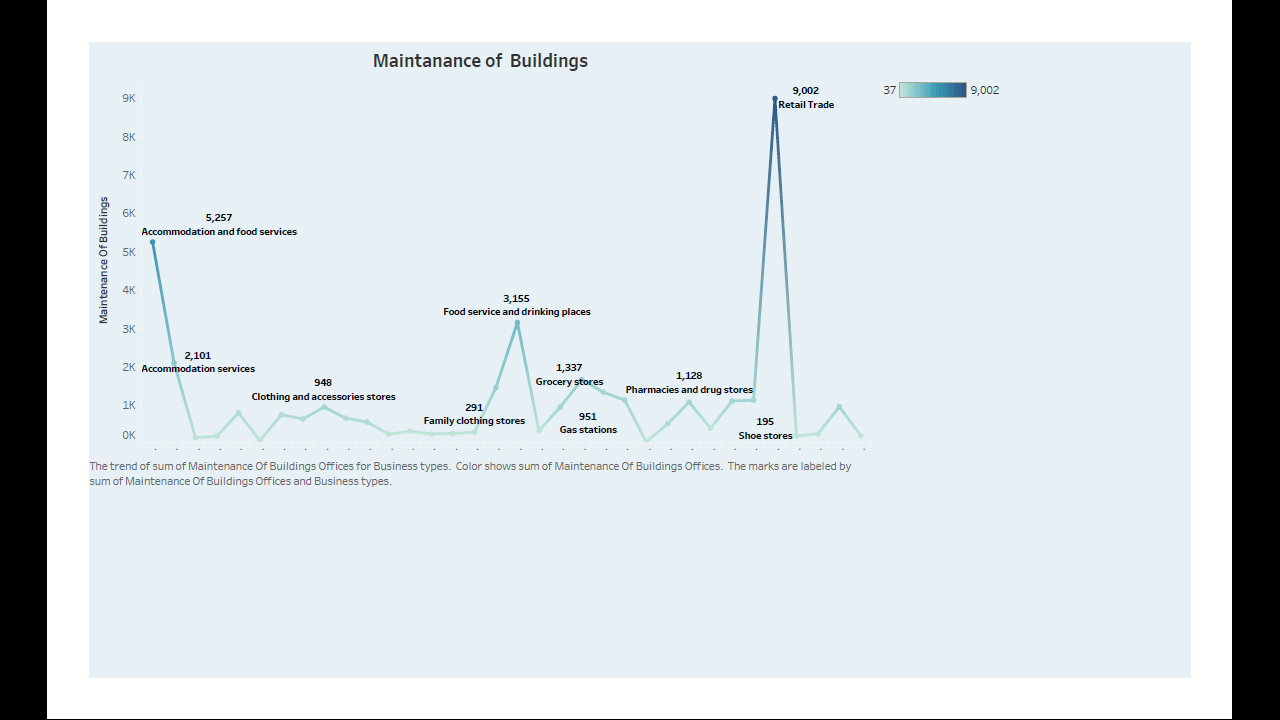 Maintanance of Buildings
37 9,002
9,002
Retail Trade
9K
8K
7K
6K
5K
4K
3K
2K
1K
0K
Maintenance Of Buildings
5,257
Accommodation and food services
3,155
Food service and drinking places
2,101
Accommodation services
1,337
Grocery stores
1,128
Pharmacies and drug stores
948
Clothing and accessories stores
291
Family clothing stores
951
Gas stations
195
Shoe stores
The trend of sum of Maintenance Of Buildings Offices for Business types. Color shows sum of Maintenance Of Buildings Offices. The marks are labeled by
sum of Maintenance Of Buildings Offices and Business types.